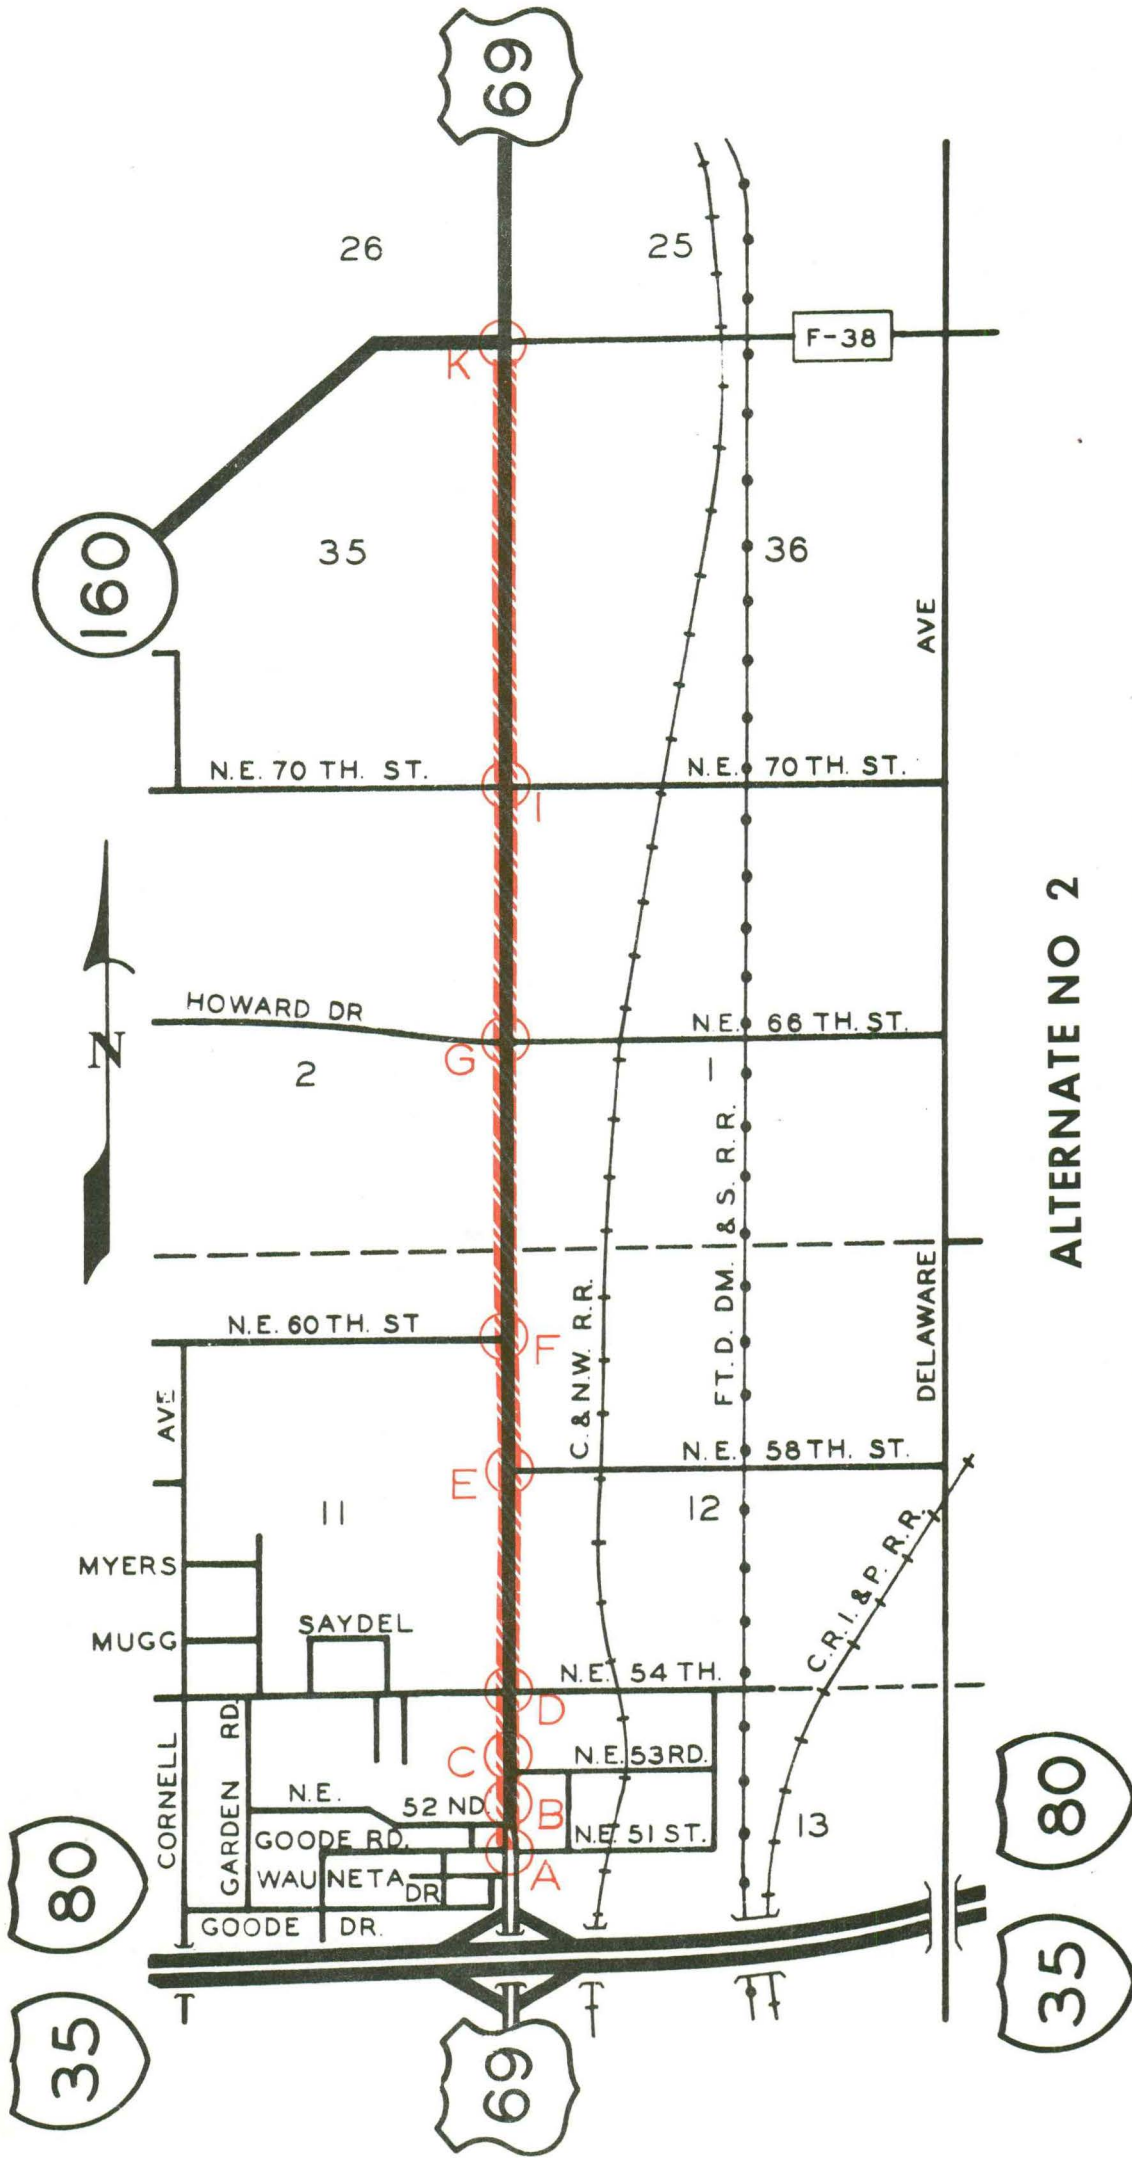 69
26
25
K
F-38
160
35
36
AVE
N.E. 70 TH. ST.
N.E. 70 TH. ST.
I
HOWARD DR
N.E. 66 TH. ST.
N
G
2
1
FT. D. DM. & S. R.R.
C. & N.W. R.R.
DELAWARE
N.E. 60 TH. ST
F
AVE
N.E. 58 TH. ST.
E
11
12
MYERS
MUGG
SAYDEL
C.R.I. & P. R.R.
N.E. 54 TH.
D
CORNELL
GARDEN RD.
C
N.E. 53 RD.
N.E. 52 ND.
B
GOODE RD.
N.E. 51 ST.
13
WAUNETA DR
A
GOODE DR.
80
35
69
80
35
ALTERNATE NO 2